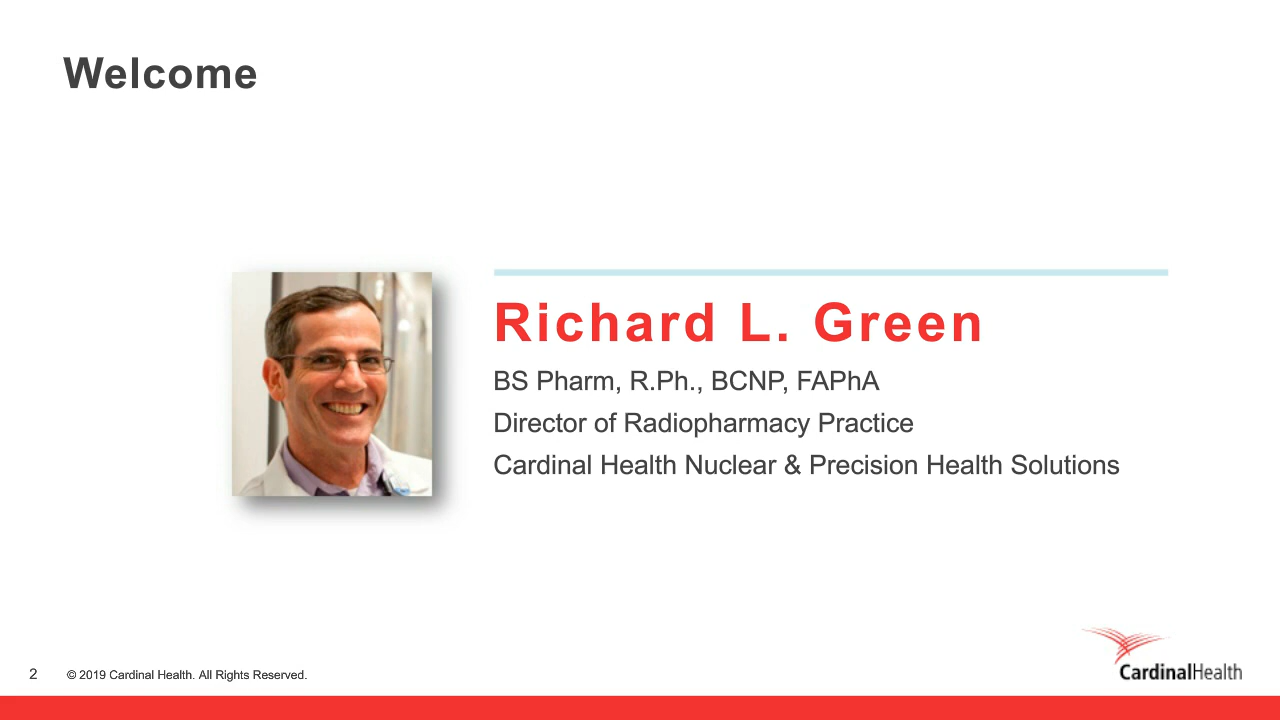 Welcome
Richard L. Green
BS Pharm, R.Ph., BCNP, FAPhA
Director of Radiopharmacy Practice
Cardinal Health Nuclear & Precision Health Solutions
CardinalHealth
2 © 2019 Cardinal Health. All Rights Reserved.